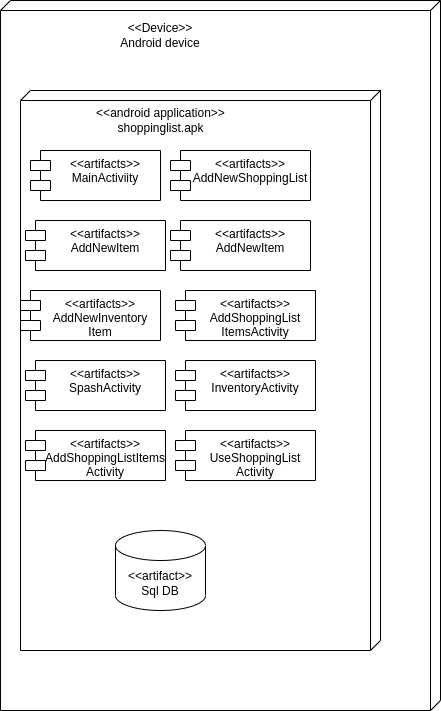 <<Device>>
Android device
<<android application>>
shoppinglist.apk
<<artifacts>>
MainActiviity
<<artifacts>>
AddNewShoppingList
<<artifacts>>
AddNewItem
<<artifacts>>
AddNewItem
<<artifacts>>
AddNewInventory
Item
<<artifacts>>
AddShoppingList
ItemsActivity
<<artifacts>>
SpashActivity
<<artifacts>>
InventoryActivity
<<artifacts>>
AddShoppingListItems
Activity
<<artifacts>>
UseShoppingList
Activity
<<artifact>>
Sql DB